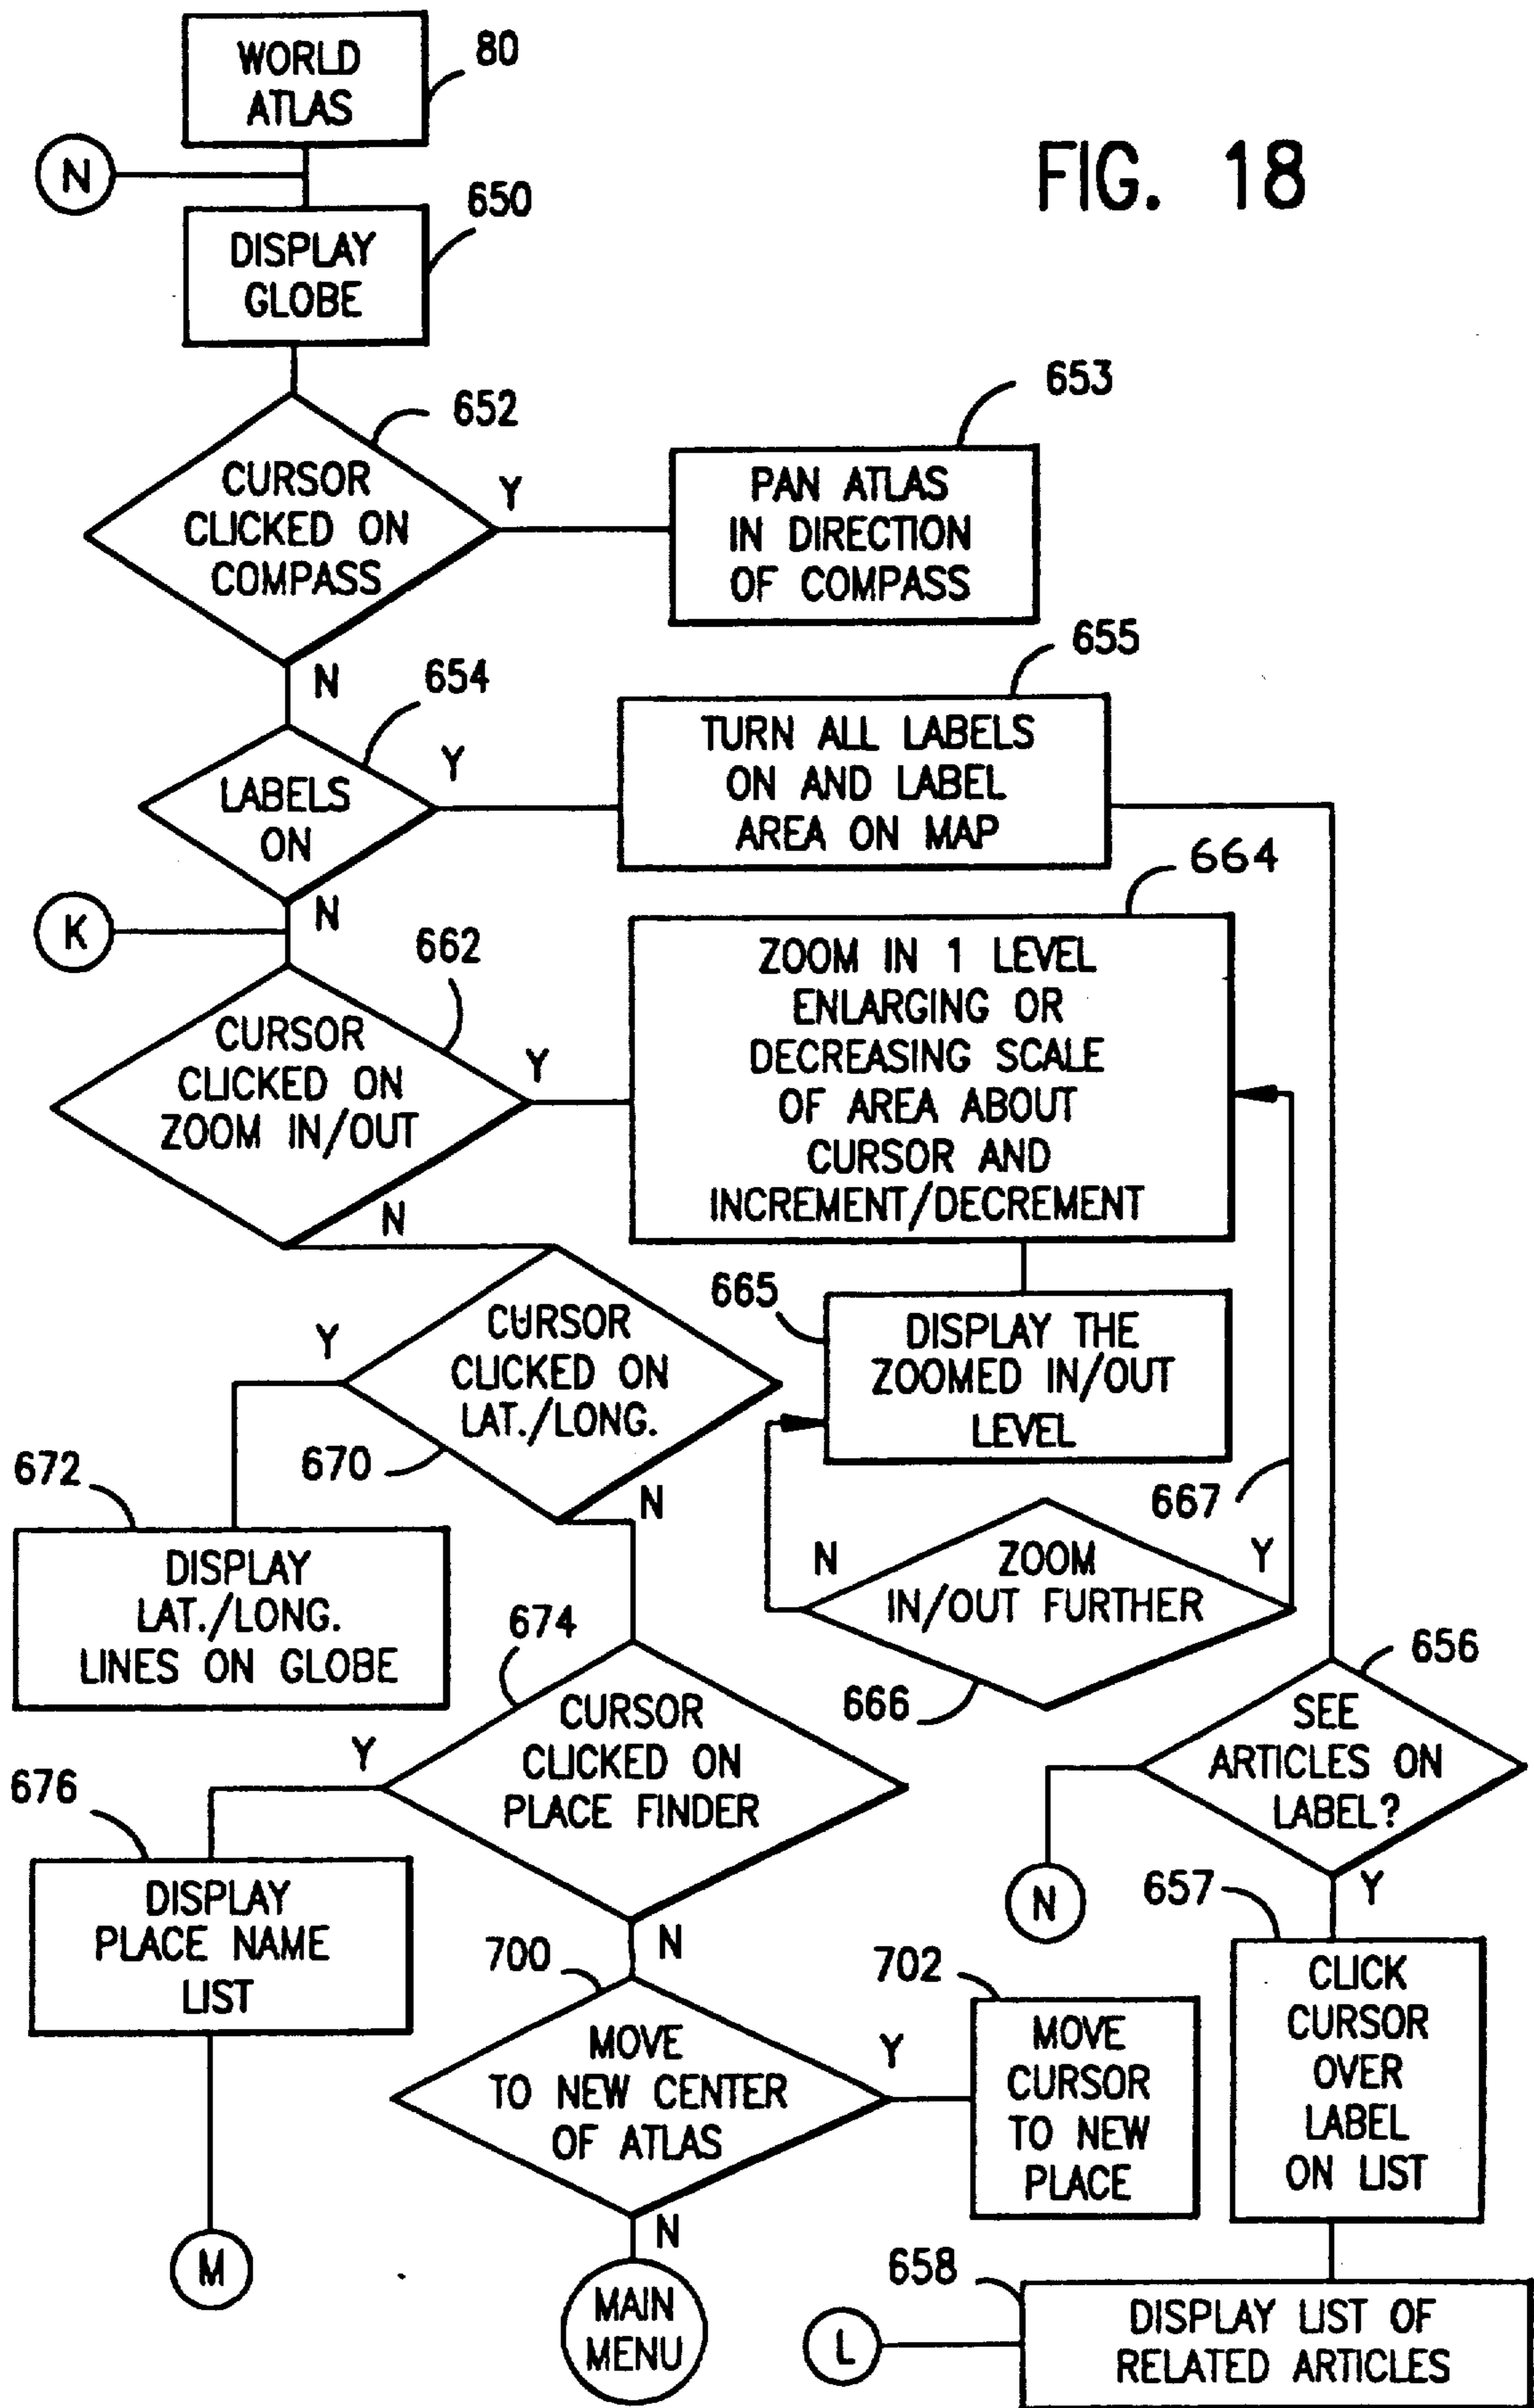 WORLD
ATLAS
80
N
FIG. 18
650
DISPLAY
GLOBE
652
653
CURSOR
CLICKED ON
COMPASS
Y
PAN ATLAS
IN DIRECTION
OF COMPASS
N
654
655
LABELS
ON
Y
TURN ALL LABELS
ON AND LABEL
AREA ON MAP
N
K
662
664
CURSOR
CLICKED ON
ZOOM IN/OUT
Y
ZOOM IN 1 LEVEL
ENLARGING OR
DECREASING SCALE
OF AREA ABOUT
CURSOR AND
INCREMENT/DECREMENT
N
665
DISPLAY THE
ZOOMED IN/OUT
LEVEL
Y
CURSOR
CLICKED ON
LAT./LONG.
670
N
672
DISPLAY
LAT./LONG.
LINES ON GLOBE
667
N
ZOOM
IN/OUT FURTHER
Y
666
674
CURSOR
CLICKED ON
PLACE FINDER
Y
676
DISPLAY
PLACE NAME
LIST
656
SEE
ARTICLES ON
LABEL?
N
Y
657
CLICK
CURSOR
OVER
LABEL
ON LIST
N
700
MOVE
TO NEW CENTER
OF ATLAS
Y
702
MOVE
CURSOR
TO NEW
PLACE
M
N
MAIN
MENU
658
L
DISPLAY LIST OF
RELATED ARTICLES